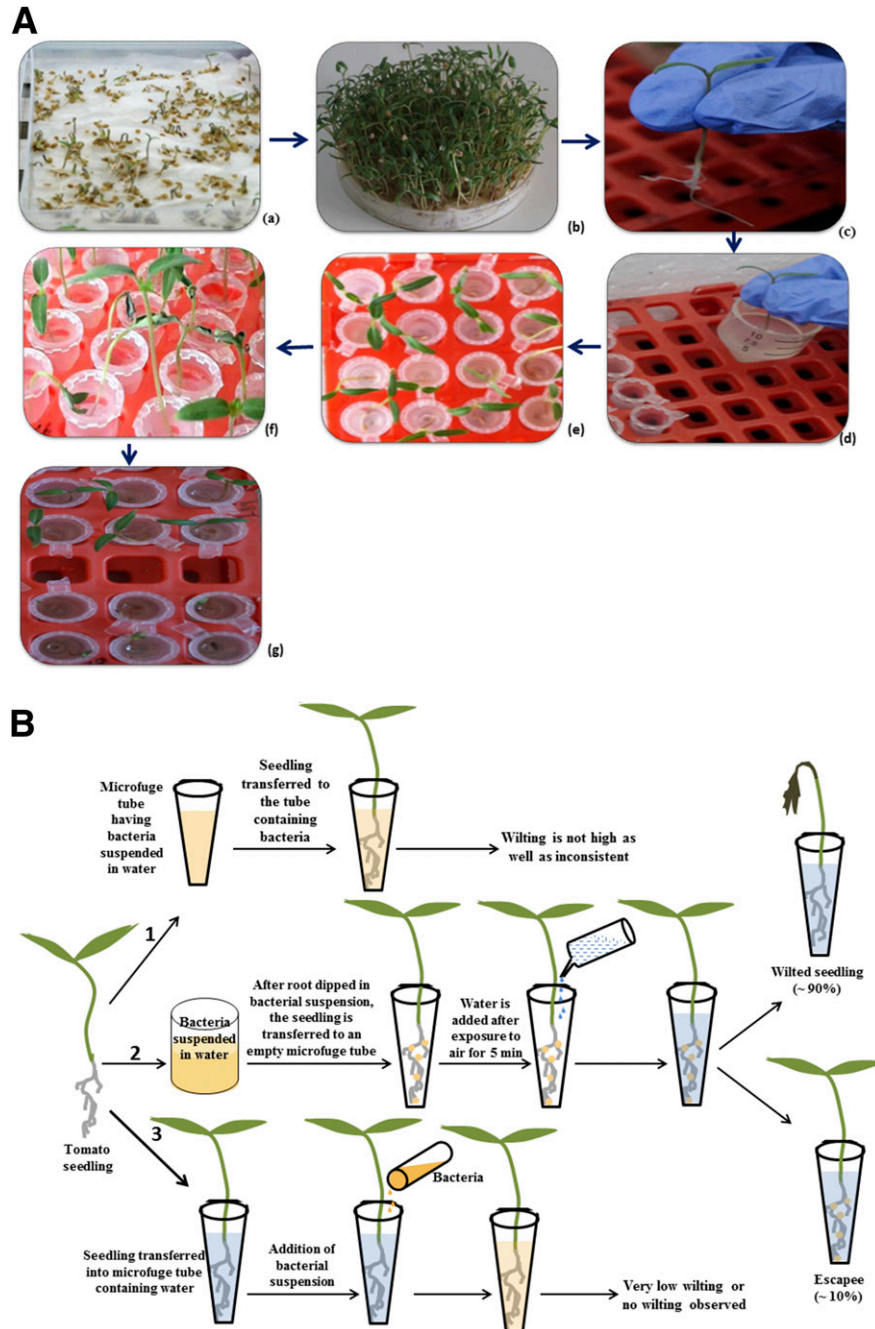 A
(a)
(b)
(c)
(f)
(e)
10
7.5
5
(d)
(g)
B
Microfuge
tube
having
bacteria
suspended
in water
Seedling
transferred to
the tube
containing
bacteria
Wilting is not high as
well as inconsistent
1
Wilted seedling
(~ 90%)
2
Bacteria
suspended
in water
After root dipped in
bacterial suspension,
the seedling is
transferred to an
empty microfuge tube
Water is
added after
exposure to
air for 5 min
3
Tomato
seedling
Bacteria
Seedling transferred
into microfuge tube
containing water
Addition of
bacterial
suspension
Very low wilting or
no wilting observed
Escapee
(~ 10%)